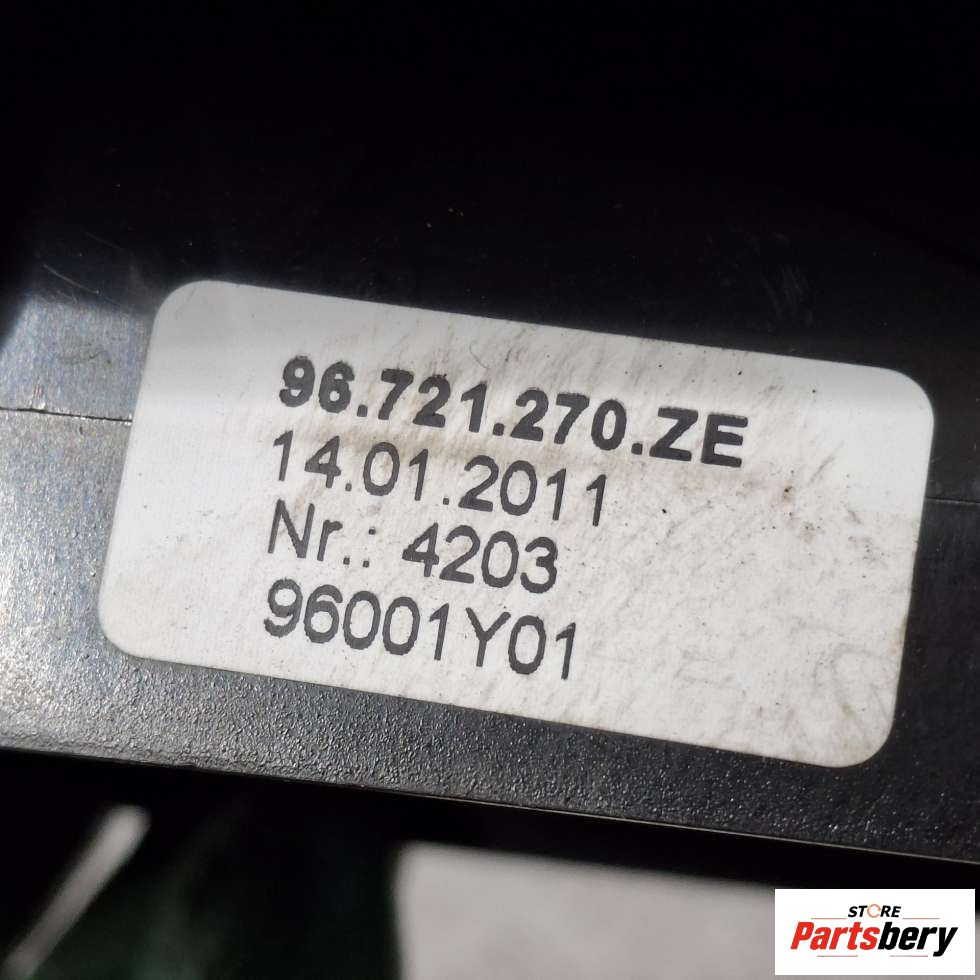 96.721.270.ZE
14.01.2011
Nr.: 4203
96001Y01
STORE
Partsbery